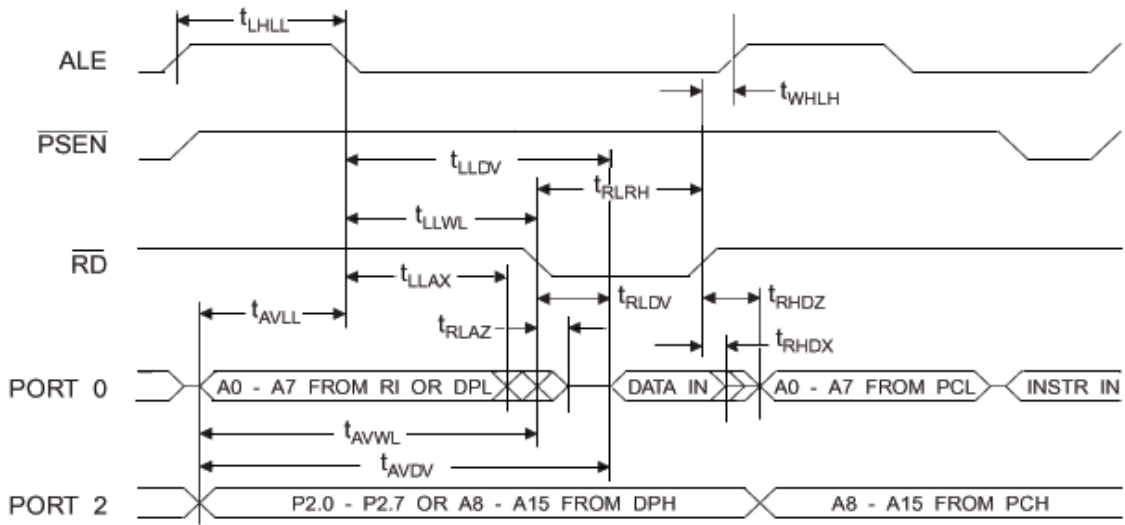 tLHLL
ALE
tWHLH
PSEN
tLLDV
tRLRH
tLLWL
RD
tLLAX
tRLDV
tRHDZ
tAVLL
tRLAZ
tRHDX
PORT 0
A0 - A7 FROM RI OR DPL
DATA IN
A0 - A7 FROM PCL
INSTR IN
tAVWL
tAVDV
PORT 2
P2.0 - P2.7 OR A8 - A15 FROM DPH
A8 - A15 FROM PCH